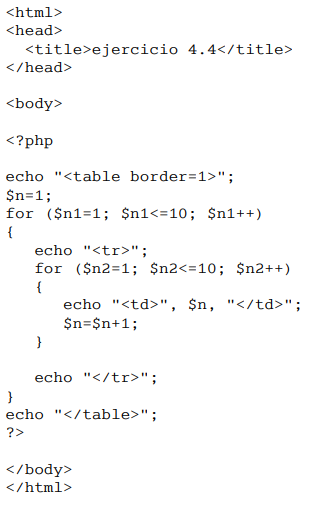 <html>
<head>
  <title>ejercicio 4.4</title>
</head>

<body>

<?php

echo "<table border=1>";
$n=1;
for ($n1=1; $n1<=10; $n1++)
{
   echo "<tr>";
   for ($n2=1; $n2<=10; $n2++)
   {
      echo "<td>", $n, "</td>";
      $n=$n+1;
   }

   echo "</tr>";
}
echo "</table>";
?>

</body>
</html>